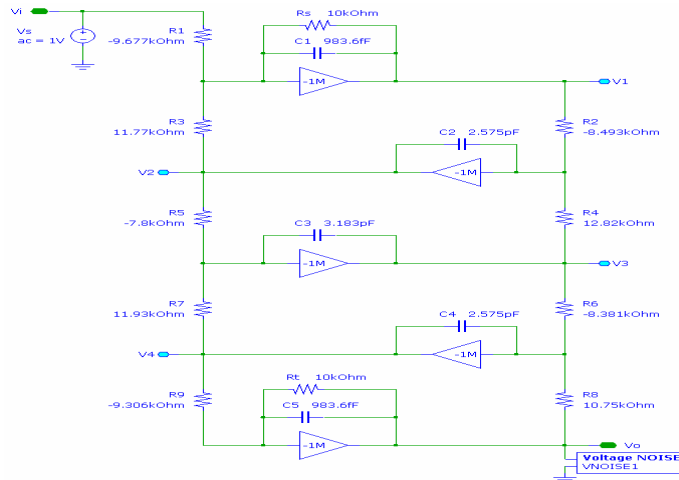 Vi
Vs
ac = 1V
R1
-9.677kOhm
Rs 10kOhm
C1 983.6fF
-1M
V1
R3
11.77kOhm
R2
-8.493kOhm
C2 2.575pF
-1M
V2
R5
-7.8kOhm
R4
12.82kOhm
C3 3.183pF
-1M
V3
R7
11.93kOhm
R6
-8.381kOhm
C4 2.575pF
-1M
V4
R9
-9.306kOhm
Rt 10kOhm
C5 983.6fF
-1M
R8
10.75kOhm
Vo
Voltage NOISE
VNOISE1